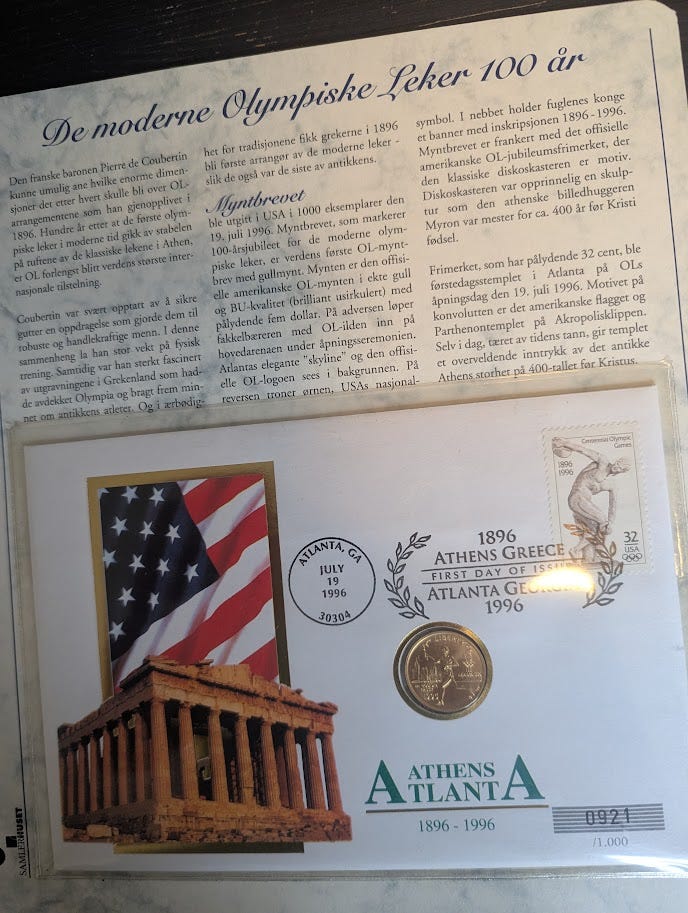 De moderne Olympiske Leker 100 år
Den franske baronen Pierre de Coubertin
kunne umulig ane hvilke enorme dimen-
sjoner det etter hvert skulle bli over OL-
arrangementene som han gjenopplivet i
1896. Hundre år etter at de første olym-
piske leker i moderne tid gikk av stabelen
på tuftene av de klassiske lekene i Athen,
er OL forlengst blitt verdens største inter-
nasjonale tilstelning.
Coubertin var svært opptatt av å sikre
gutter en oppdragelse som gjorde dem til
robuste og handlekraftige menn. I denne
sammenheng la han stor vekt på fysisk
trening. Samtidig var han sterkt fascinert
av utgravningene i Grekenland som had-
de avdekket Olympia og bragt frem min-
net om antikkens atleter. Og i ærbødig-
het for tradisjonene fikk grekerne i 1896
bli første arrangør av de moderne leker -
slik de også var de siste av antikkens.
Myntbrevet
ble utgitt i USA i 1000 eksemplarer den
19. juli 1996. Myntbrevet, som markerer
100-årsjubileet for de moderne olym-
piske leker, er verdens første OL-mynt-
brev med gullmynt. Mynten er den offisi-
elle amerikanske OL-mynten i ekte gull
og BU-kvalitet (brilliant usirkulert) med
pålydende fem dollar. På adversen løper
fakkelbæreren med OL-ilden inn på
hovedarenaen under åpningsseremonien.
Atlantas elegante "skyline" og den offisi-
elle OL-logoen sees i bakgrunnen. På
reversen troner ørnen, USAs nasjonal-
symbol. I nebbet holder fuglenes konge
et banner med inskripsjonen 1896-1996.
Myntbrevet er frankert med det offisielle
amerikanske OL-jubileumsfrimerket, der
den klassiske diskoskasteren er motiv.
Diskoskasteren var opprinnelig en skulp-
tur som den athenske billedhuggeren
Myron var mester for ca. 400 år før Kristi
fødsel.
Frimerket, som har pålydende 32 cent, ble
førstedagsstemplet i Atlanta på OLs
åpningsdag den 19. juli 1996. Motivet på
konvolutten er det amerikanske flagget og
Parthenontemplet på Akropolisklippen.
Selv i dag, tæret av tidens tann, gir templet
et overveldende inntrykk av det antikke
Athens storhet på 400-tallet før Kristus.
Centennial Olympic
Games
1896
1996
32
USA
ATLANTA, GA
JULY
19
1996
30304
1896
ATHENS GREECE
FIRST DAY OF ISSUE
ATLANTA GEORGIA
1996
LIBERTY
ATHENS
ATLANTA
1896 - 1996
0921
/1.000
SAMLERHUSET